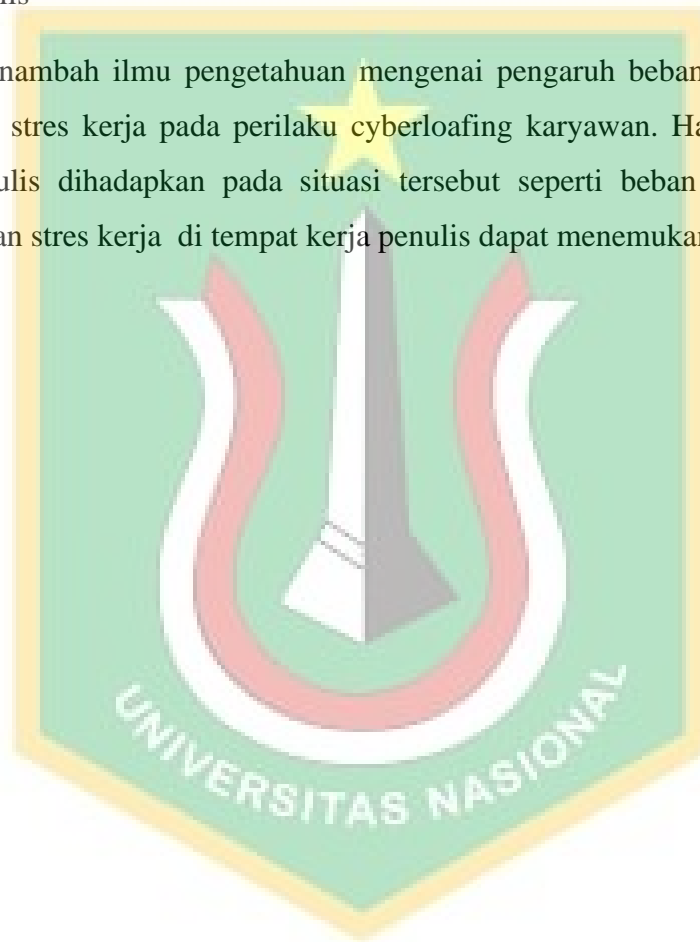 nambah ilmu pengetahuan mengenai pengaruh beban
stres kerja pada perilaku cyberloafing karyawan. Ha
ulis dihadapkan pada situasi tersebut seperti beban
an stres kerja di tempat kerja penulis dapat menemukan
UNIVERSITAS NASIONAL